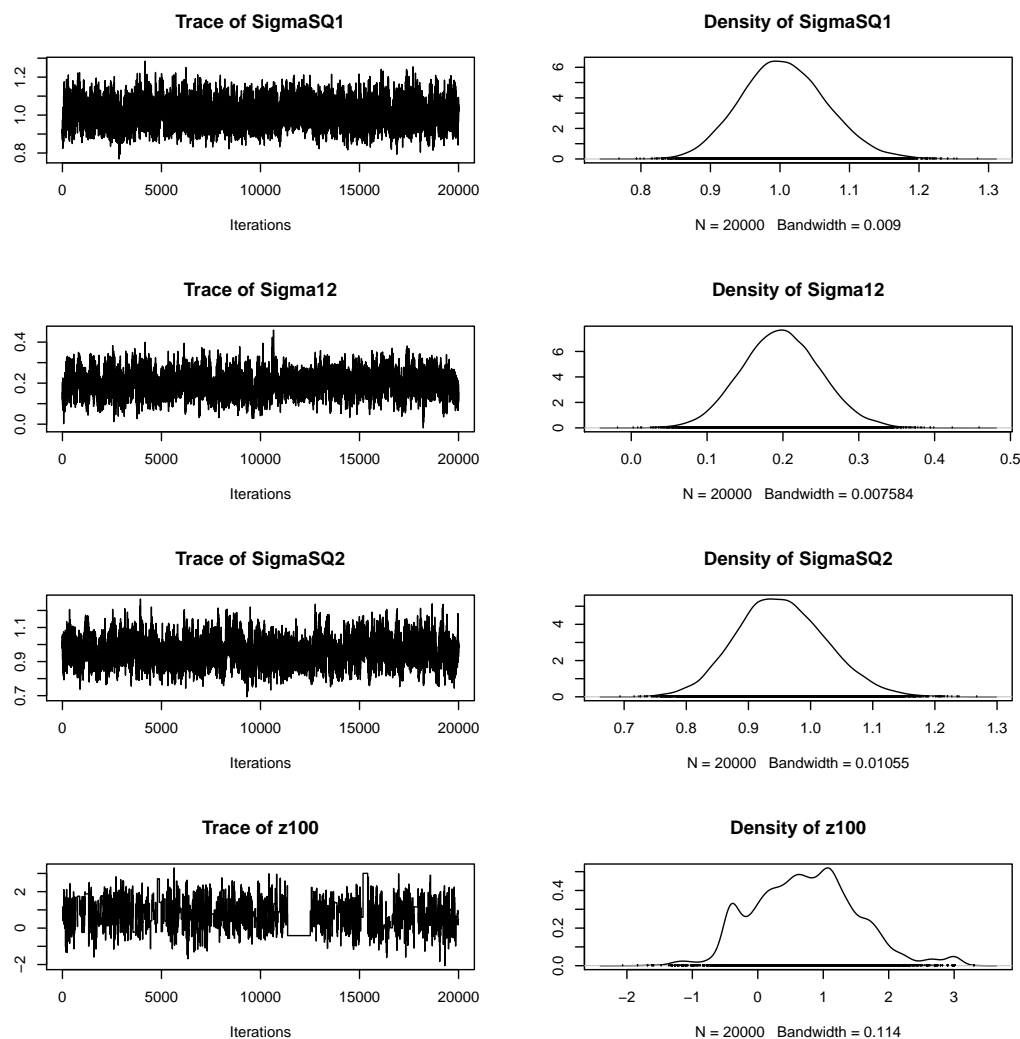 Trace of SigmaSQ1
0.8 1.0 1.2
0 5000 10000 15000 20000
Iterations
Density of SigmaSQ1
0 2 4 6
0.8 0.9 1.0 1.1 1.2 1.3
N = 20000 Bandwidth = 0.009
Trace of Sigma12
0.0 0.2 0.4
0 5000 10000 15000 20000
Iterations
Density of Sigma12
0 2 4 6
0.0 0.1 0.2 0.3 0.4 0.5
N = 20000 Bandwidth = 0.007584
Trace of SigmaSQ2
0.7 0.9 1.1
0 5000 10000 15000 20000
Iterations
Density of SigmaSQ2
0 2 4
0.7 0.8 0.9 1.0 1.1 1.2 1.3
N = 20000 Bandwidth = 0.01055
Trace of z100
−2 0 2
0 5000 10000 15000 20000
Iterations
Density of z100
0.0 0.2 0.4
−2 −1 0 1 2 3
N = 20000 Bandwidth = 0.114